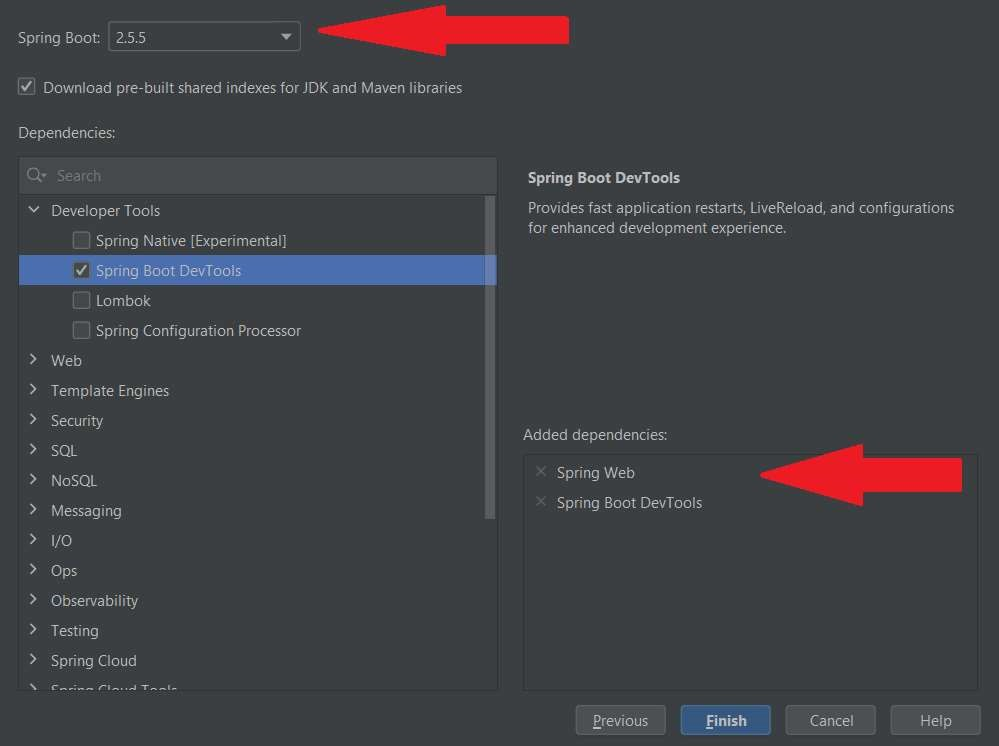 Spring Boot: 2.5.5
Download pre-built shared indexes for JDK and Maven libraries
Dependencies:
Search
Developer Tools
Spring Native [Experimental]
Spring Boot DevTools
Lombok
Spring Configuration Processor
Web
Template Engines
Security
SQL
NoSQL
Messaging
I/O
Ops
Observability
Testing
Spring Cloud
Spring Cloud Tools
Spring Boot DevTools
Provides fast application restarts, LiveReload, and configurations
for enhanced development experience.
Added dependencies:
Spring Web
Spring Boot DevTools
Previous Finish Cancel Help